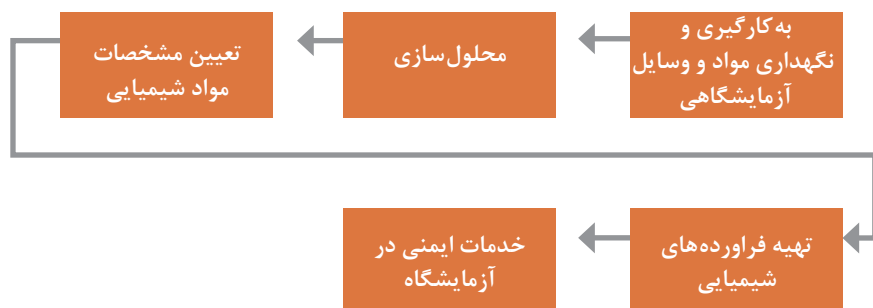 به‌کارگیری و
نگهداری مواد و وسایل
آزمایشگاهی
محلول‌سازی
تعیین مشخصات
مواد شیمیایی
تهیه فراورده‌های
شیمیایی
خدمات ایمنی در
آزمایشگاه